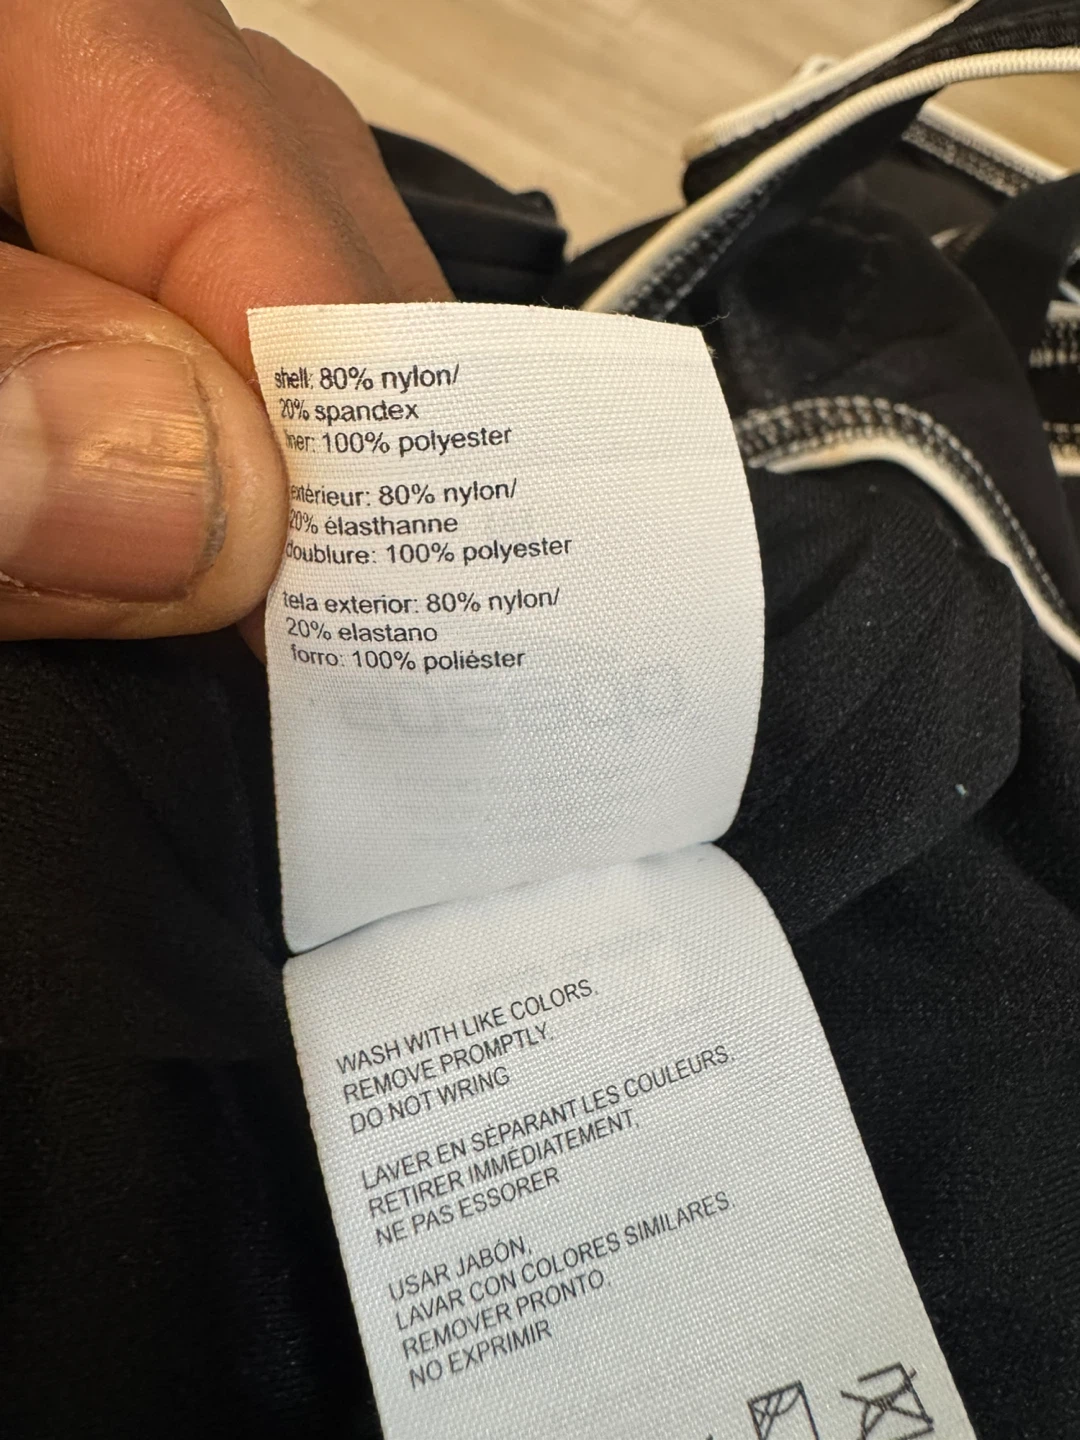 shell: 80% nylon/
20% spandex
liner: 100% polyester
extérieur: 80% nylon/
20% élasthanne
doublure: 100% polyester
tela exterior: 80% nylon/
20% elastano
forro: 100% poliéster
WASH WITH LIKE COLORS.
REMOVE PROMPTLY.
DO NOT WRING
LAVER EN SÉPARANT LES COULEURS.
RETIRER IMMÉDIATEMENT,
NE PAS ESSORER
USAR JABÓN,
LAVAR CON COLORES SIMILARES.
REMOVER PRONTO.
NO EXPRIMIR